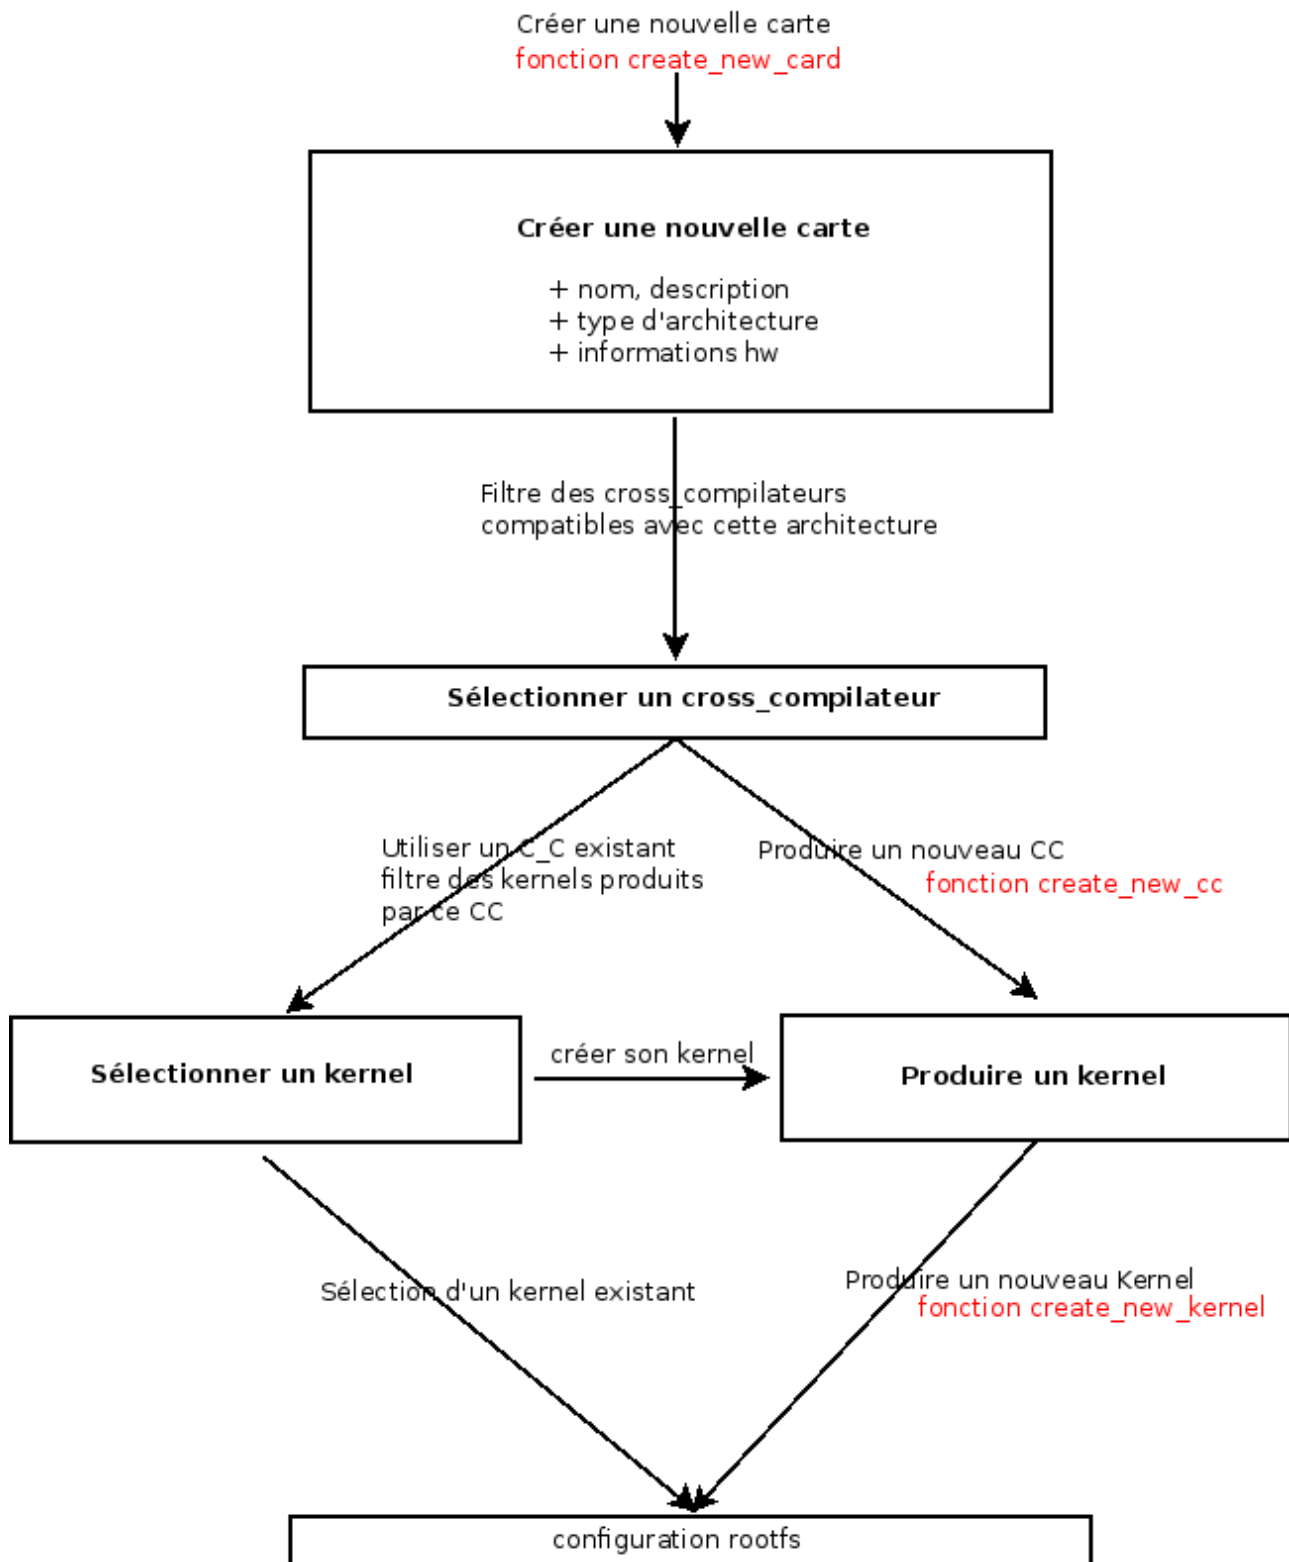 Créer une nouvelle carte
fonction create_new_card
Créer une nouvelle carte
+ nom, description
+ type d'architecture
+ informations hw
Filtre des cross_compilateurs
compatibles avec cette architecture
Sélectionner un cross_compilateur
Utiliser un C_C existant
filtre des kernels produits
par ce CC
Produire un nouveau CC
fonction create_new_cc
Sélectionner un kernel
créer son kernel
Produire un kernel
Sélection d'un kernel existant
Produire un nouveau Kernel
fonction create_new_kernel
configuration rootfs